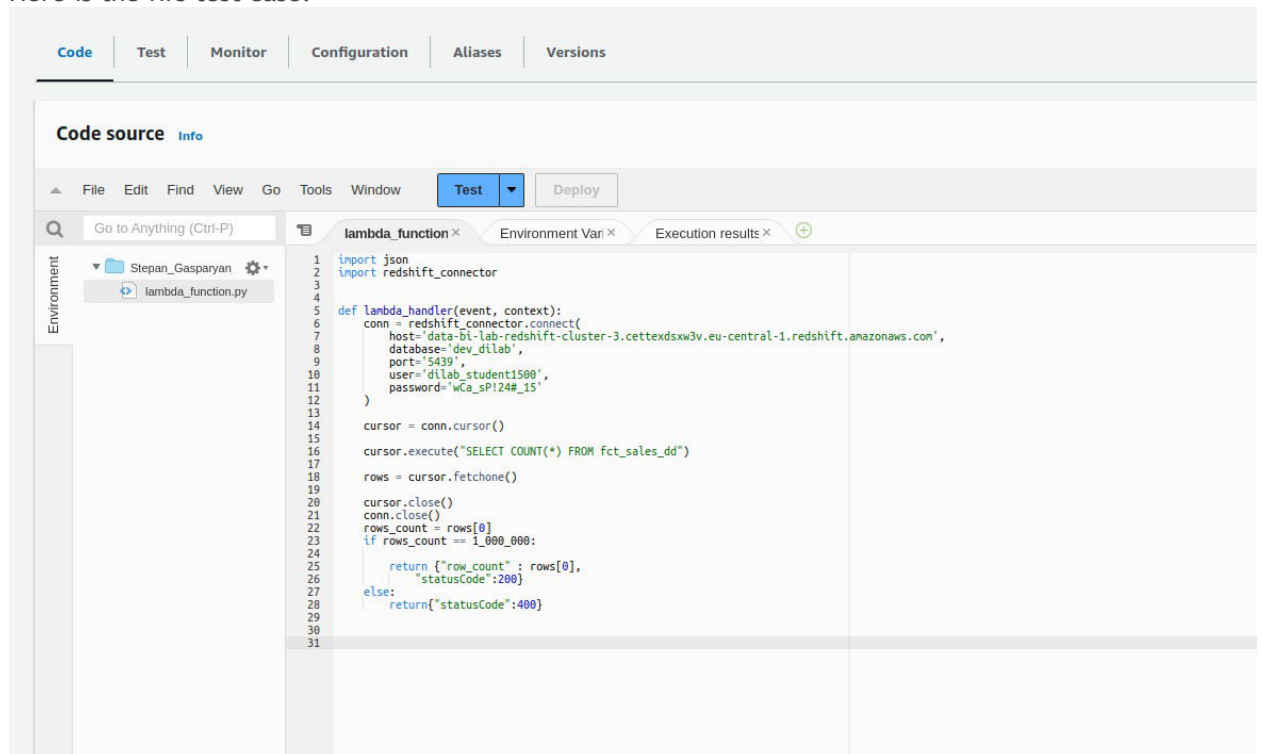 Code Test Monitor Configuration Aliases Versions
Code source Info
File Edit Find View Go Tools Window Test Deploy
Go to Anything (Ctrl-P) lambda_function × Environment Vari × Execution results ×
Environment
Stepan_Gasparyan
lambda_function.py
1 import json
2 import redshift_connector
3
4
5 def lambda_handler(event, context):
6 conn = redshift_connector.connect(
7 host='data-bi-lab-redshift-cluster-3.cettexdsxw3v.eu-central-1.redshift.amazonaws.com',
8 database='dev_dilab',
9 port='5439',
10 user='dilab_student1500',
11 password='wCa_sP!24#_15'
12 )
13
14 cursor = conn.cursor()
15
16 cursor.execute("SELECT COUNT(*) FROM fct_sales_dd")
17
18 rows = cursor.fetchone()
19
20 cursor.close()
21 conn.close()
22 rows_count = rows[0]
23 if rows_count == 1_000_000:
24
25 return {"row_count" : rows[0],
26 "statusCode":200}
27 else:
28 return{"statusCode":400}
29
30
31